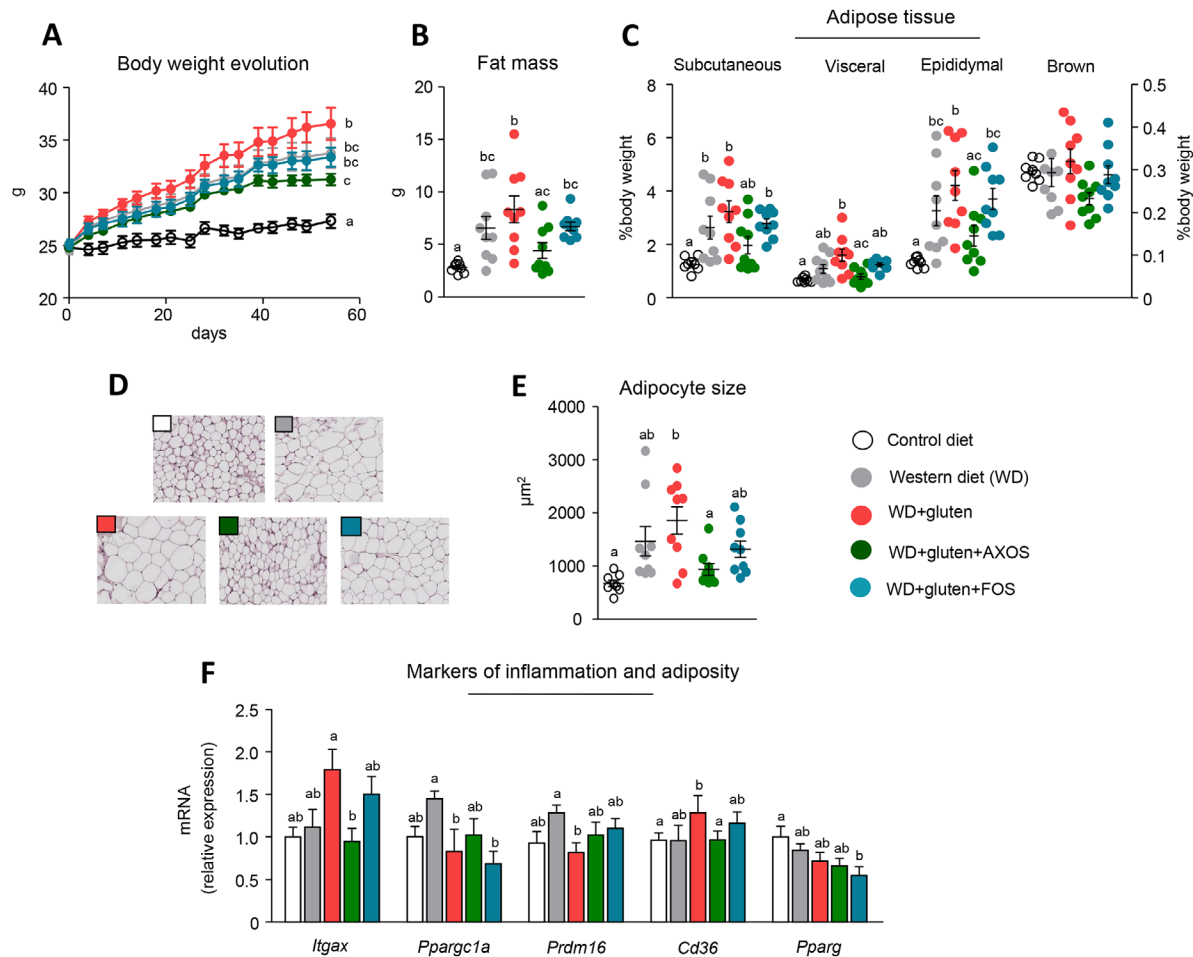 A
Body weight evolution
40
35
30
25
20
g
0
20
40
60
days
b
bc
bc
c
a
B
Fat mass
20
15
10
5
0
g
a
bc
b
ac
bc
Adipose tissue
C
Subcutaneous
Visceral
Epididymal
Brown
8
6
4
2
0
%body weight
0.5
0.4
0.3
0.2
0.1
0
%body weight
a
b
b
ab
b
a
ab
b
ac
ab
a
bc
b
ac
bc
D
E
Adipocyte size
4000
3000
2000
1000
0
µm²
a
ab
b
a
ab
Control diet
Western diet (WD)
WD+gluten
WD+gluten+AXOS
WD+gluten+FOS
F
Markers of inflammation and adiposity
2.5
2.0
1.5
1.0
0.5
0
mRNA
(relative expression)
ab
ab
a
b
ab
ab
a
b
ab
b
ab
a
b
ab
ab
a
ab
b
a
ab
a
ab
ab
ab
b
Itgax
Ppargc1a
Prdm16
Cd36
Pparg